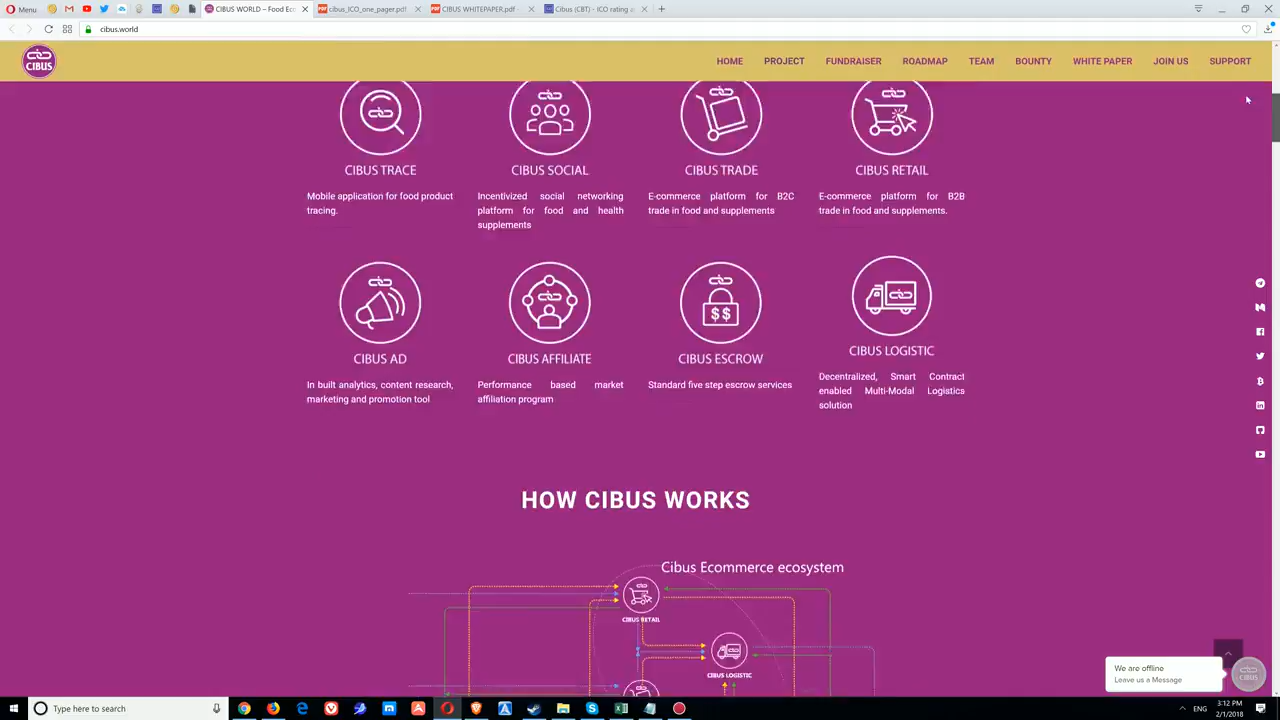 Menu
CIBUS WORLD – Food Ec
cibus_ICO_one_pager.pdf
CIBUS WHITEPAPER.pdf
Cibus (CBT) - ICO rating a
cibus.world
CIBUS
HOME
PROJECT
FUNDRAISER
ROADMAP
TEAM
BOUNTY
WHITE PAPER
JOIN US
SUPPORT
CIBUS TRACE
Mobile application for food product
tracing.
CIBUS SOCIAL
Incentivized social networking
platform for food and health
supplements
CIBUS TRADE
E-commerce platform for B2C
trade in food and supplements
CIBUS RETAIL
E-commerce platform for B2B
trade in food and supplements.
CIBUS AD
In built analytics, content research,
marketing and promotion tool
CIBUS AFFILIATE
Performance based market
affiliation program
$$
CIBUS ESCROW
Standard five step escrow services
CIBUS LOGISTIC
Decentralized, Smart Contract
enabled Multi-Modal Logistics
solution
HOW CIBUS WORKS
Cibus Ecommerce ecosystem
CIBUS RETAIL
CIBUS LOGISTIC
We are offline
Leave us a Message
CIBUS
Type here to search
ENG
3:12 PM
2/1/2018